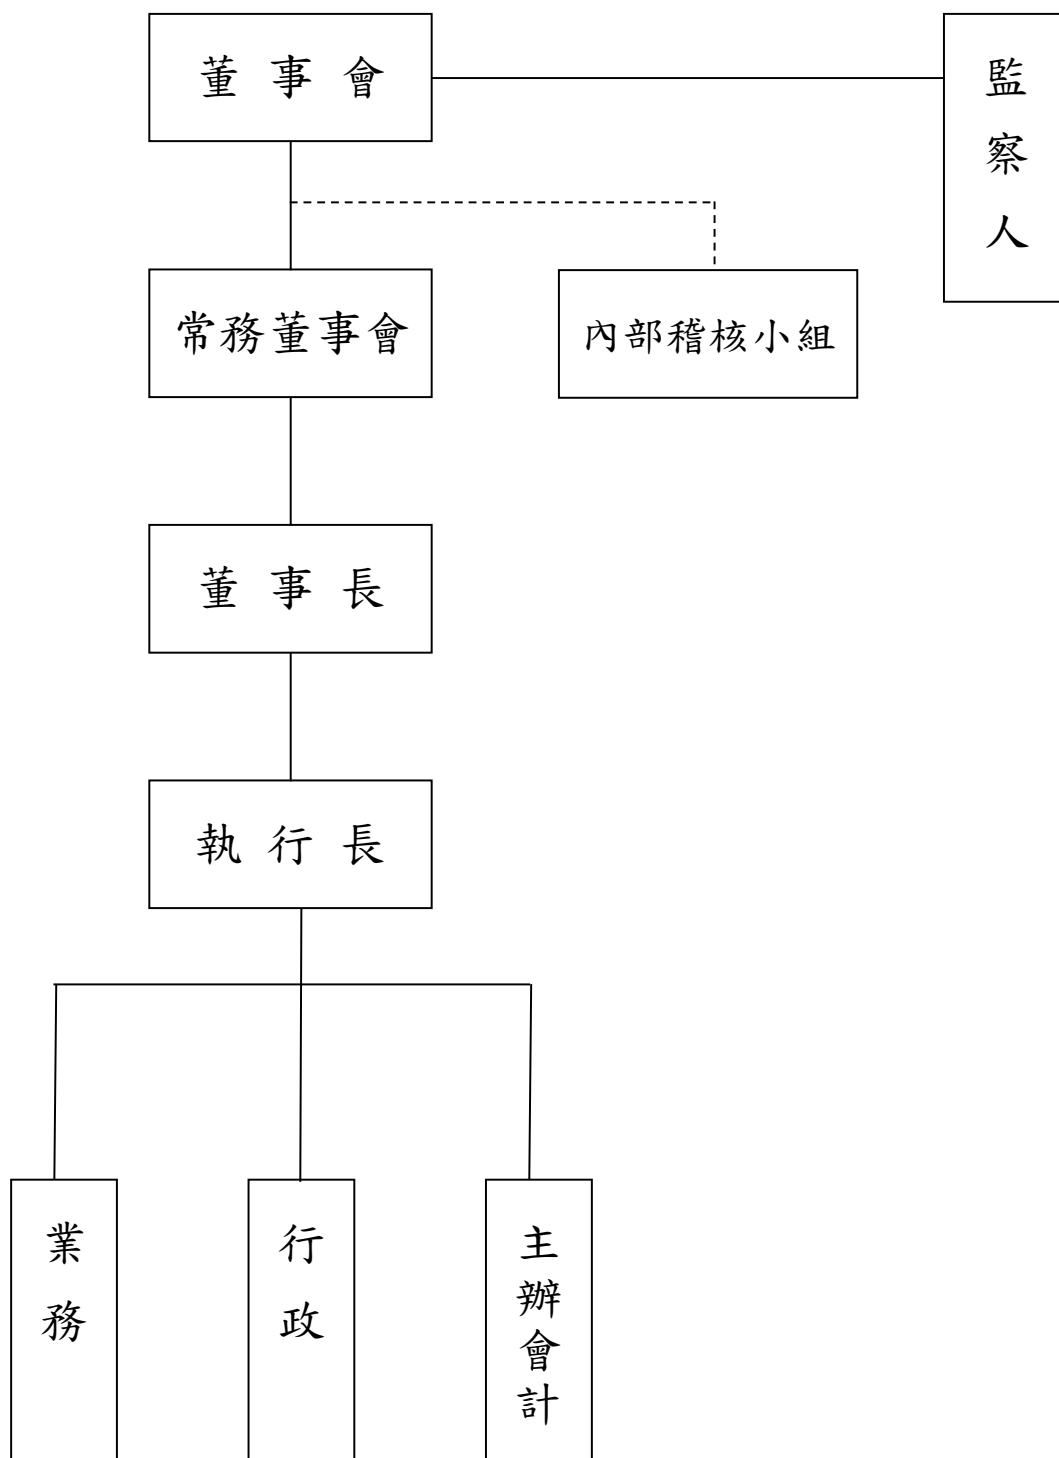 董事會
監察人
常務董事會
內部稽核小組
董事長
執行長
業務
行政
主辦會計